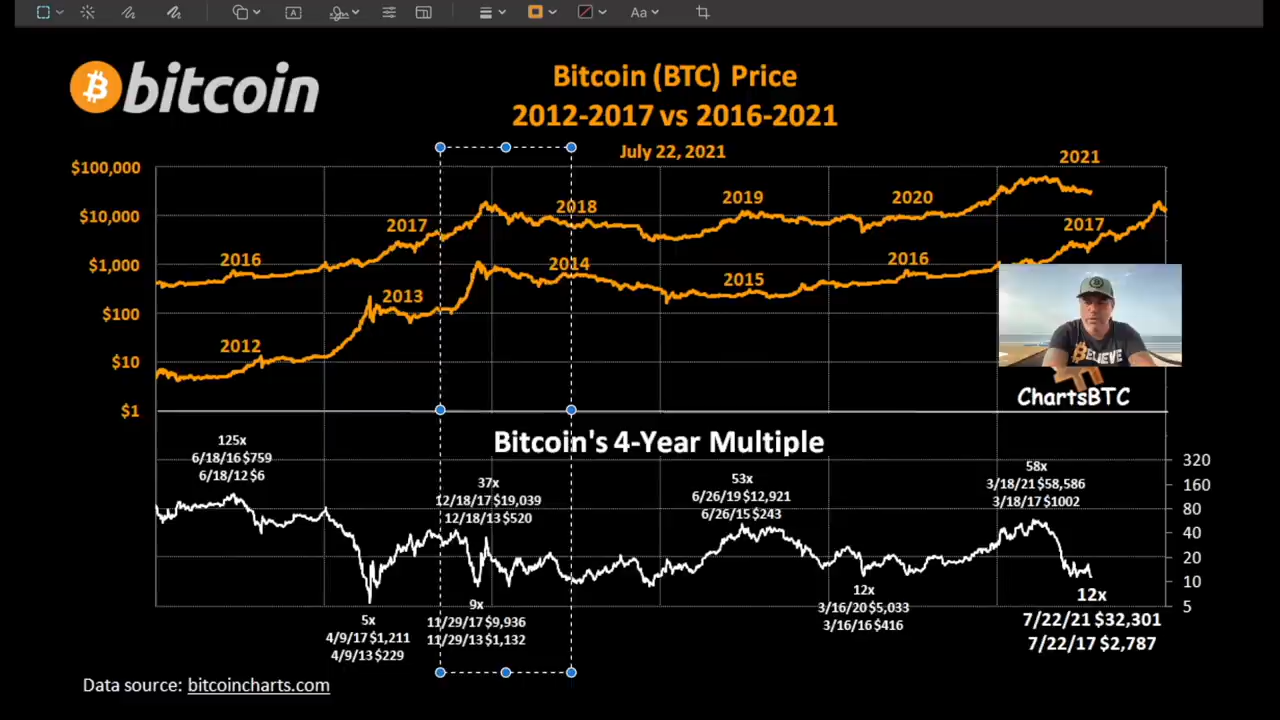 Aa
bitcoin
Bitcoin (BTC) Price
2012-2017 vs 2016-2021
July 22, 2021
$100,000
$10,000
$1,000
$100
$10
$1
2016
2017
2018
2019
2020
2021
2012
2013
2014
2015
2016
2017
BELIEVE
ChartsBTC
Bitcoin's 4-Year Multiple
125x
6/18/16 $759
6/18/12 $6
37x
12/18/17 $19,039
12/18/13 $520
53x
6/26/19 $12,921
6/26/15 $243
58x
3/18/21 $58,586
3/18/17 $1002
320
160
80
40
20
10
5
5x
4/9/17 $1,211
4/9/13 $229
9x
11/29/17 $9,936
11/29/13 $1,132
12x
3/16/20 $5,033
3/16/16 $416
12x
7/22/21 $32,301
7/22/17 $2,787
Data source: bitcoincharts.com